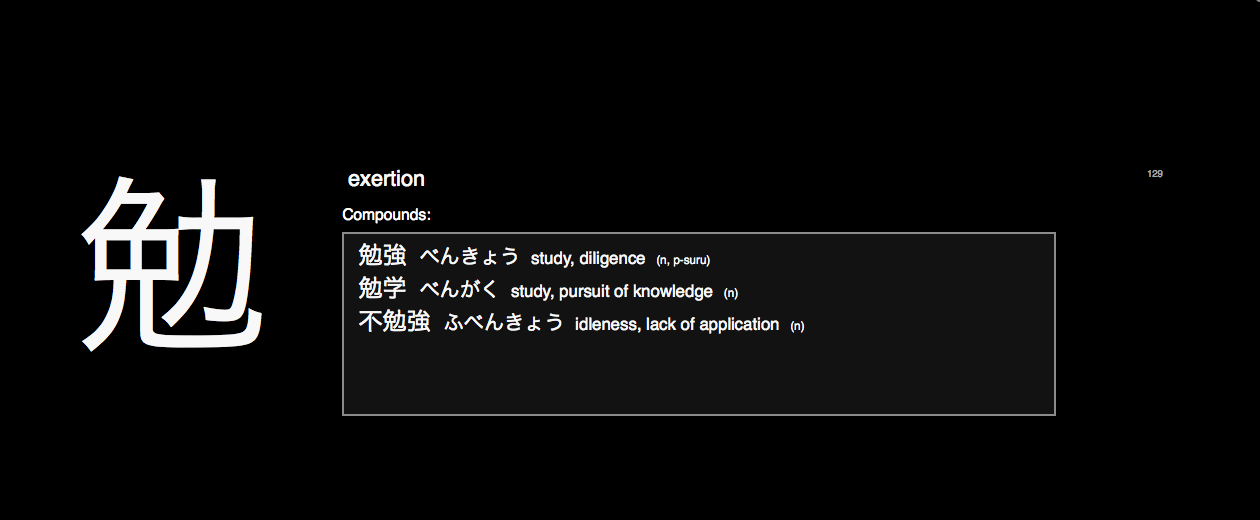 勉
exertion
129
Compounds:
勉強 べんきょう study, diligence (n, p-suru)
勉学 べんがく study, pursuit of knowledge (n)
不勉強 ふべんきょう idleness, lack of application (n)